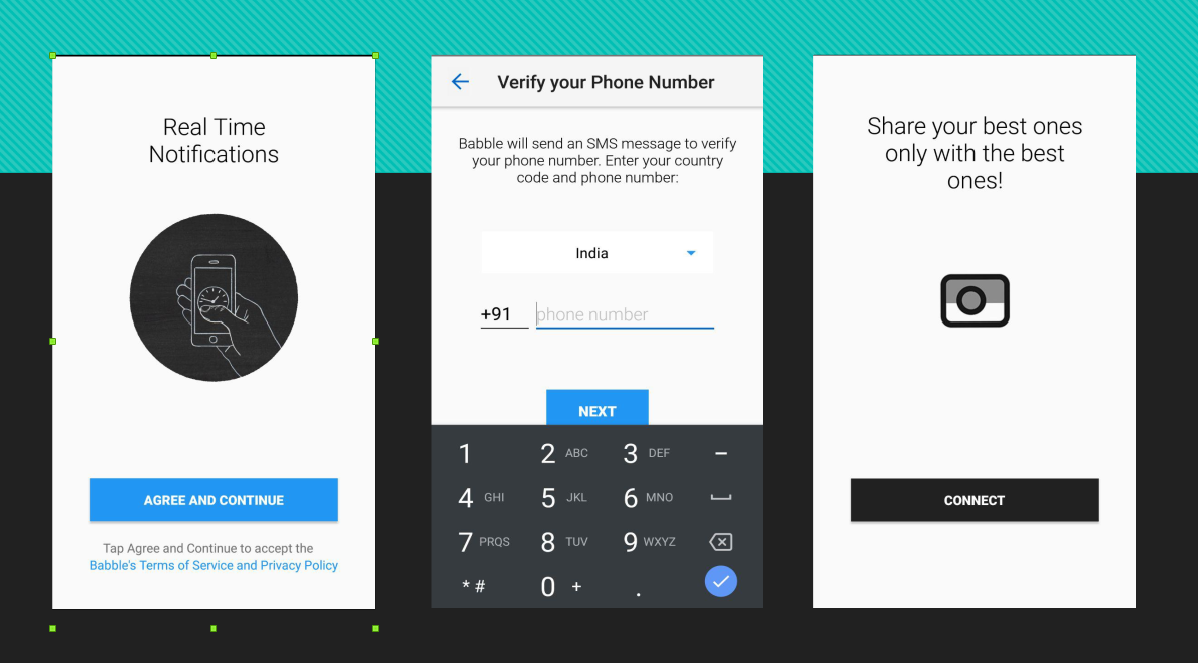 Real Time
Notifications
AGREE AND CONTINUE
Tap Agree and Continue to accept the
Babble's Terms of Service and Privacy Policy
Verify your Phone Number
Babble will send an SMS message to verify
your phone number. Enter your country
code and phone number:
India
+91 phone number
NEXT
1 2 ABC 3 DEF –
4 GHI 5 JKL 6 MNO
7 PRQS 8 TUV 9 WXYZ
* # 0 + .
Share your best ones
only with the best
ones!
CONNECT